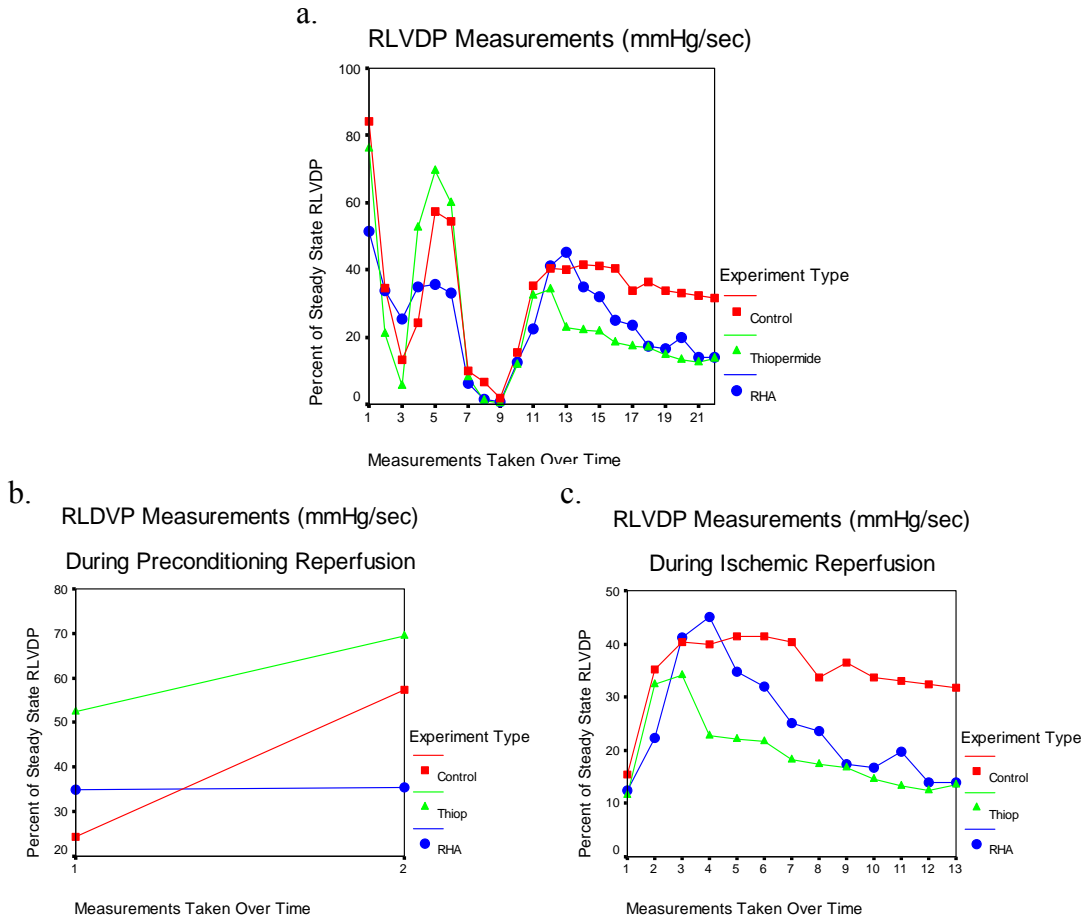 a.
RLVDP Measurements (mmHg/sec)
100
80
60
40
20
0
Percent of Steady State RLVDP
1 3 5 7 9 11 13 15 17 19 21
Measurements Taken Over Time
Experiment Type
Control
Thiopermide
RHA
b.
RLDVP Measurements (mmHg/sec)
During Preconditioning Reperfusion
80
70
60
50
40
30
20
Percent of Steady State RLVDP
1 2
Measurements Taken Over Time
Experiment Type
Control
Thiop
RHA
c.
RLVDP Measurements (mmHg/sec)
During Ischemic Reperfusion
50
40
30
20
10
0
Percent of Steady State RLVDP
1 2 3 4 5 6 7 8 9 10 11 12 13
Measurements Taken Over Time
Experiment Type
Control
Thiop
RHA